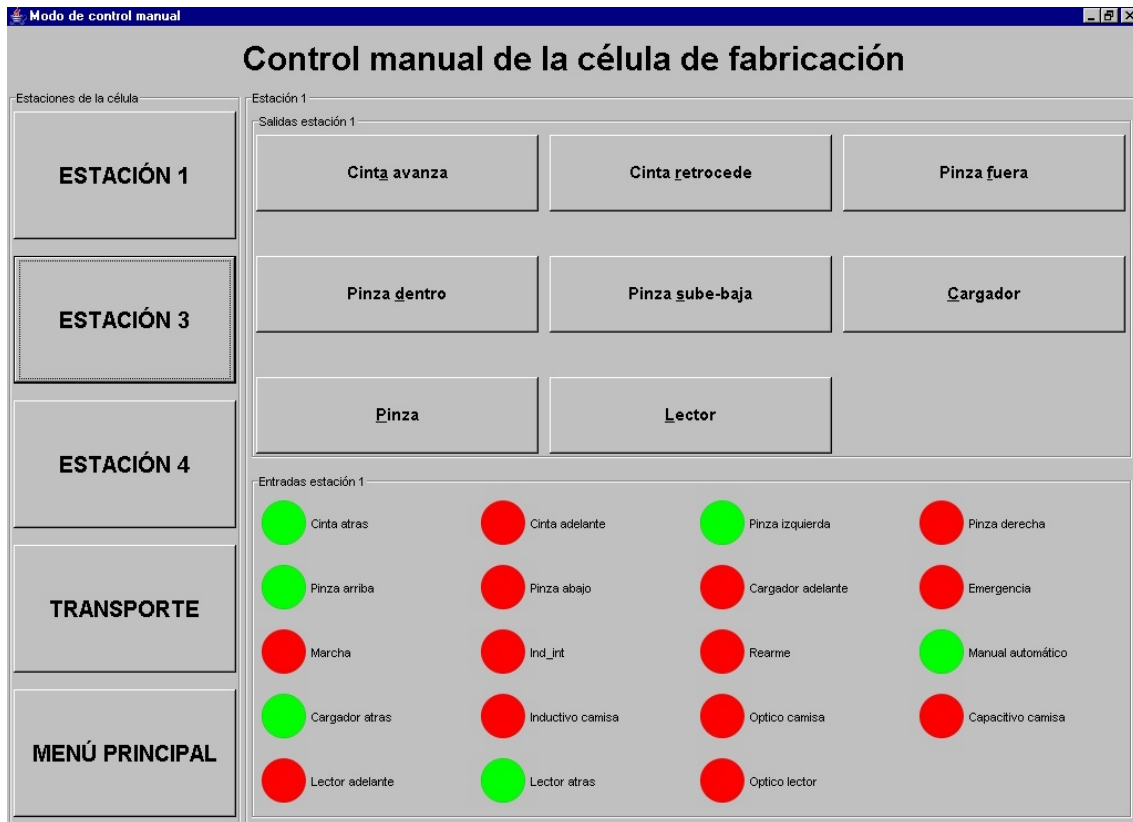 Modo de control manual
Control manual de la célula de fabricación
Estaciones de la célula
ESTACIÓN 1
ESTACIÓN 3
ESTACIÓN 4
TRANSPORTE
MENÚ PRINCIPAL
Estación 1
Salidas estación 1
Cinta avanza
Cinta retrocede
Pinza fuera
Pinza dentro
Pinza sube-baja
Cargador
Pinza
Lector
Entradas estación 1
Cinta atras
Cinta adelante
Pinza izquierda
Pinza derecha
Pinza arriba
Pinza abajo
Cargador adelante
Emergencia
Marcha
Ind_int
Rearme
Manual automático
Cargador atras
Inductivo camisa
Optico camisa
Capacitivo camisa
Lector adelante
Lector atras
Optico lector